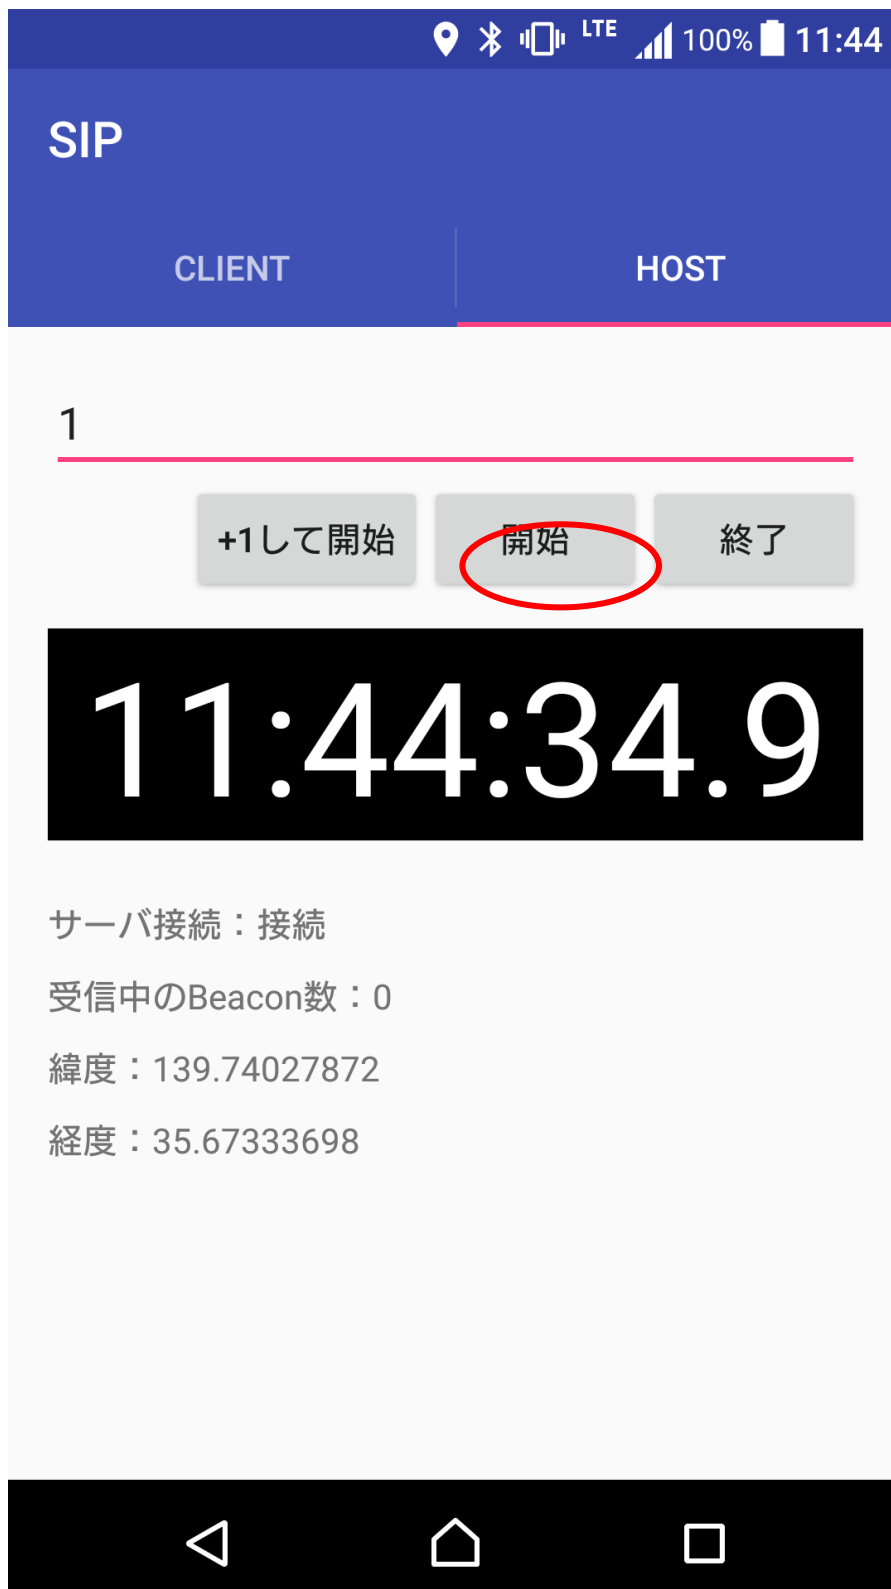 LTE 100% 11:44
SIP
CLIENT HOST
1
+1して開始 開始 終了
11:44:34.9
サーバ接続：接続
受信中のBeacon数：0
緯度：139.74027872
経度：35.67333698